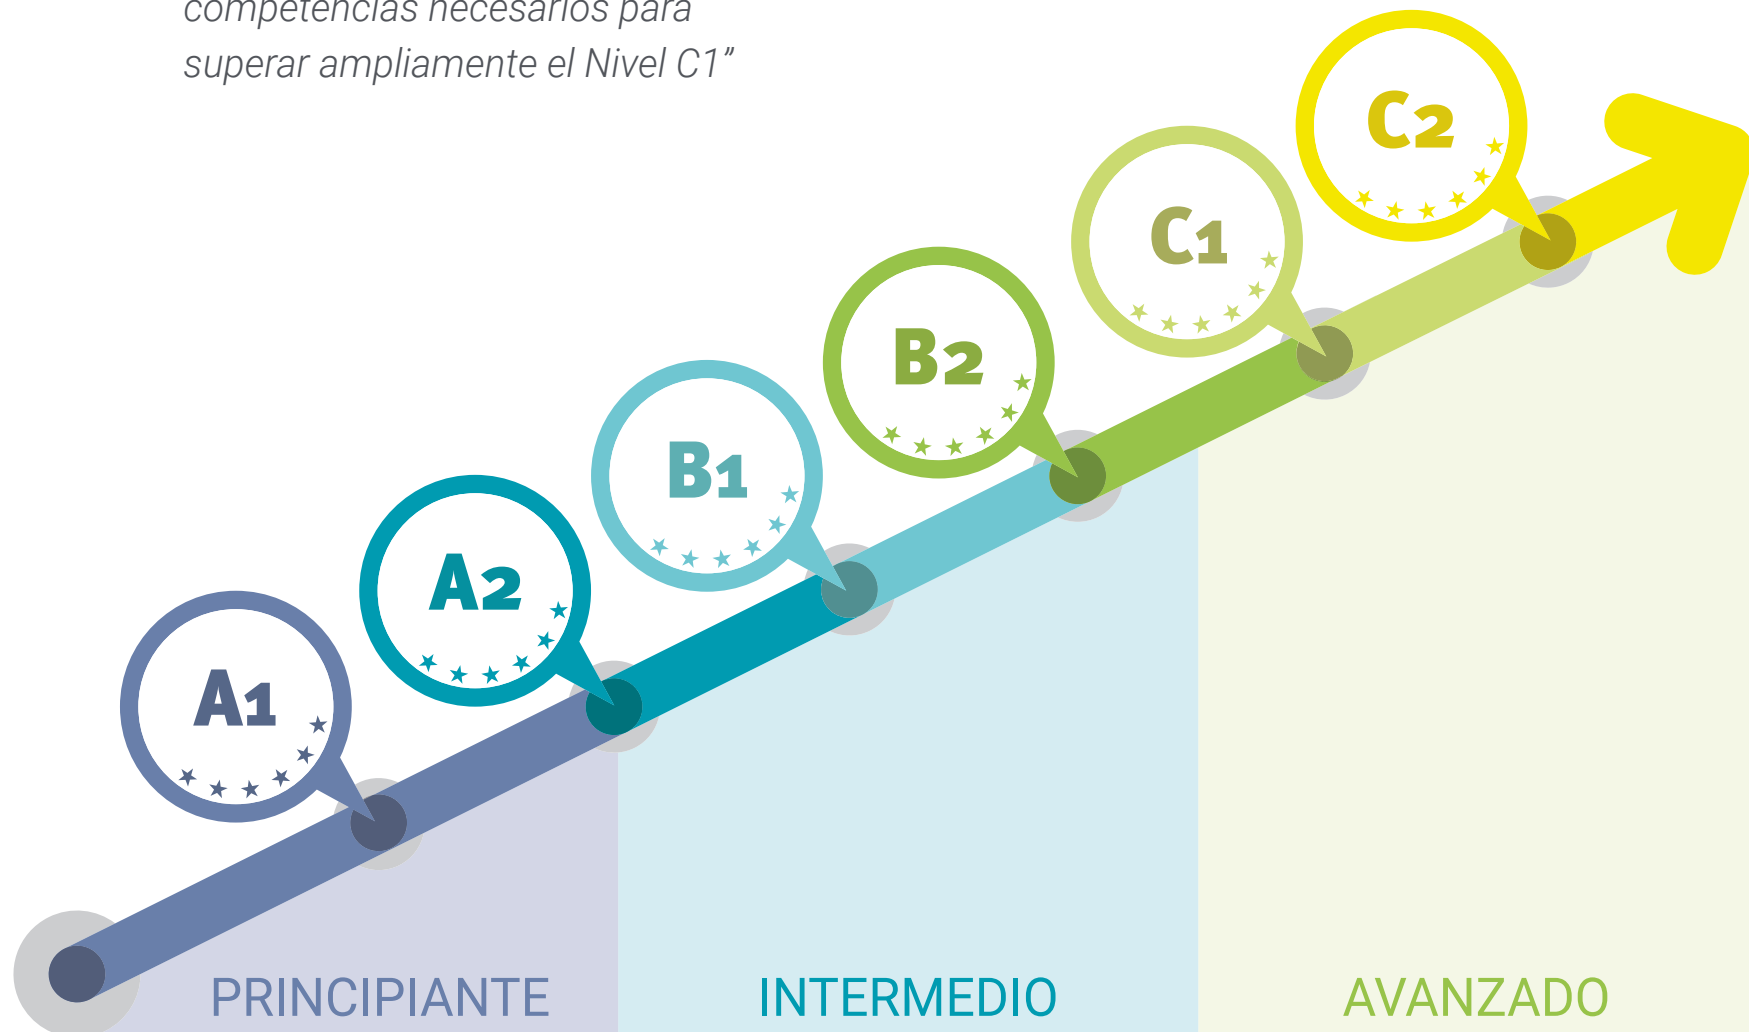 competencias necesarios para
superar ampliamente el Nivel C1”
C2
C1
B2
B1
A2
A1
PRINCIPIANTE
INTERMEDIO
AVANZADO